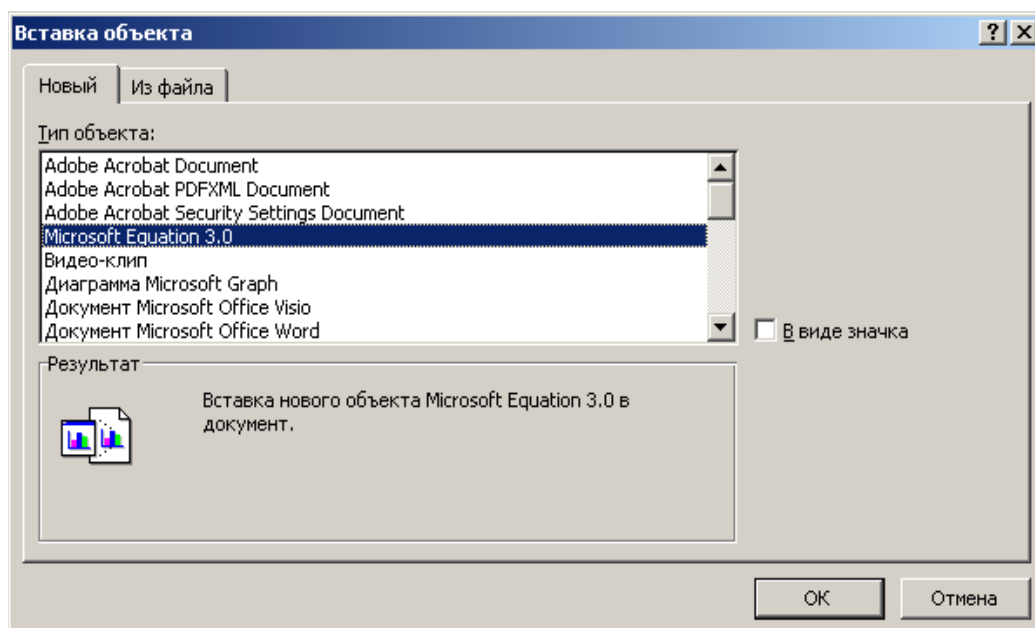 Вставка объекта
Новый
Из файла
Тип объекта:
Adobe Acrobat Document
Adobe Acrobat PDFXML Document
Adobe Acrobat Security Settings Document
Microsoft Equation 3.0
Видео-клип
Диаграмма Microsoft Graph
Документ Microsoft Office Visio
Документ Microsoft Office Word
В виде значка
Результат
Вставка нового объекта Microsoft Equation 3.0 в
документ.
ОК
Отмена